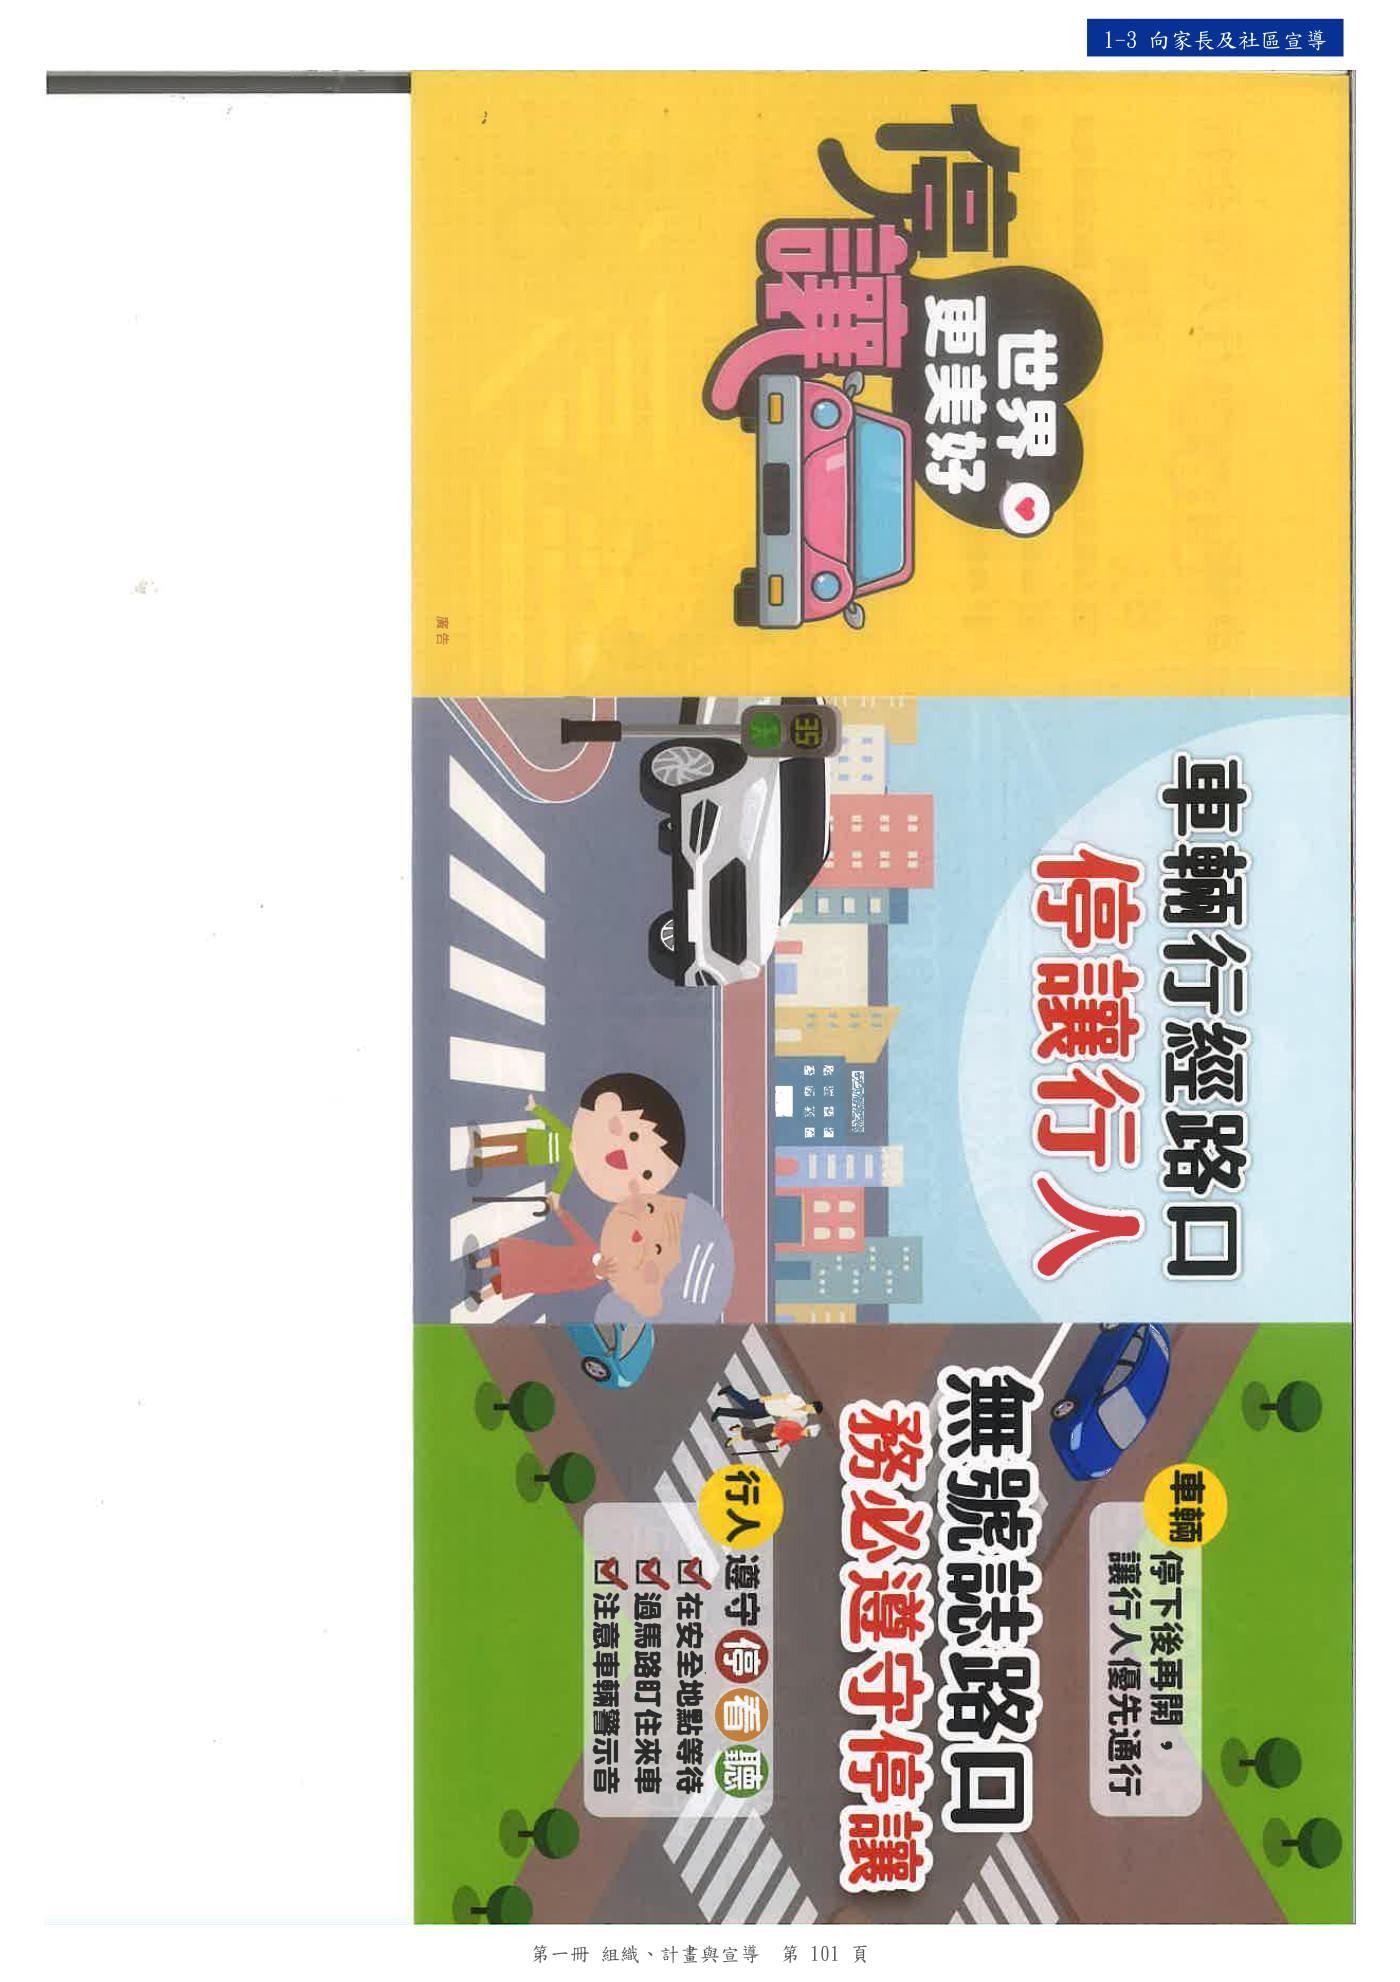 1-3 向家長及社區宣導
停讓
世界
更美好
廣告
車輛行經路口
停讓行人
35
無號誌路口
務必遵守停讓
車輛
停下後再開，
讓行人優先通行
行人 遵守停看聽
在安全地點等待
過馬路盯住來車
注意車輛警示音
第一冊 組織、計畫與宣導 第 101 頁